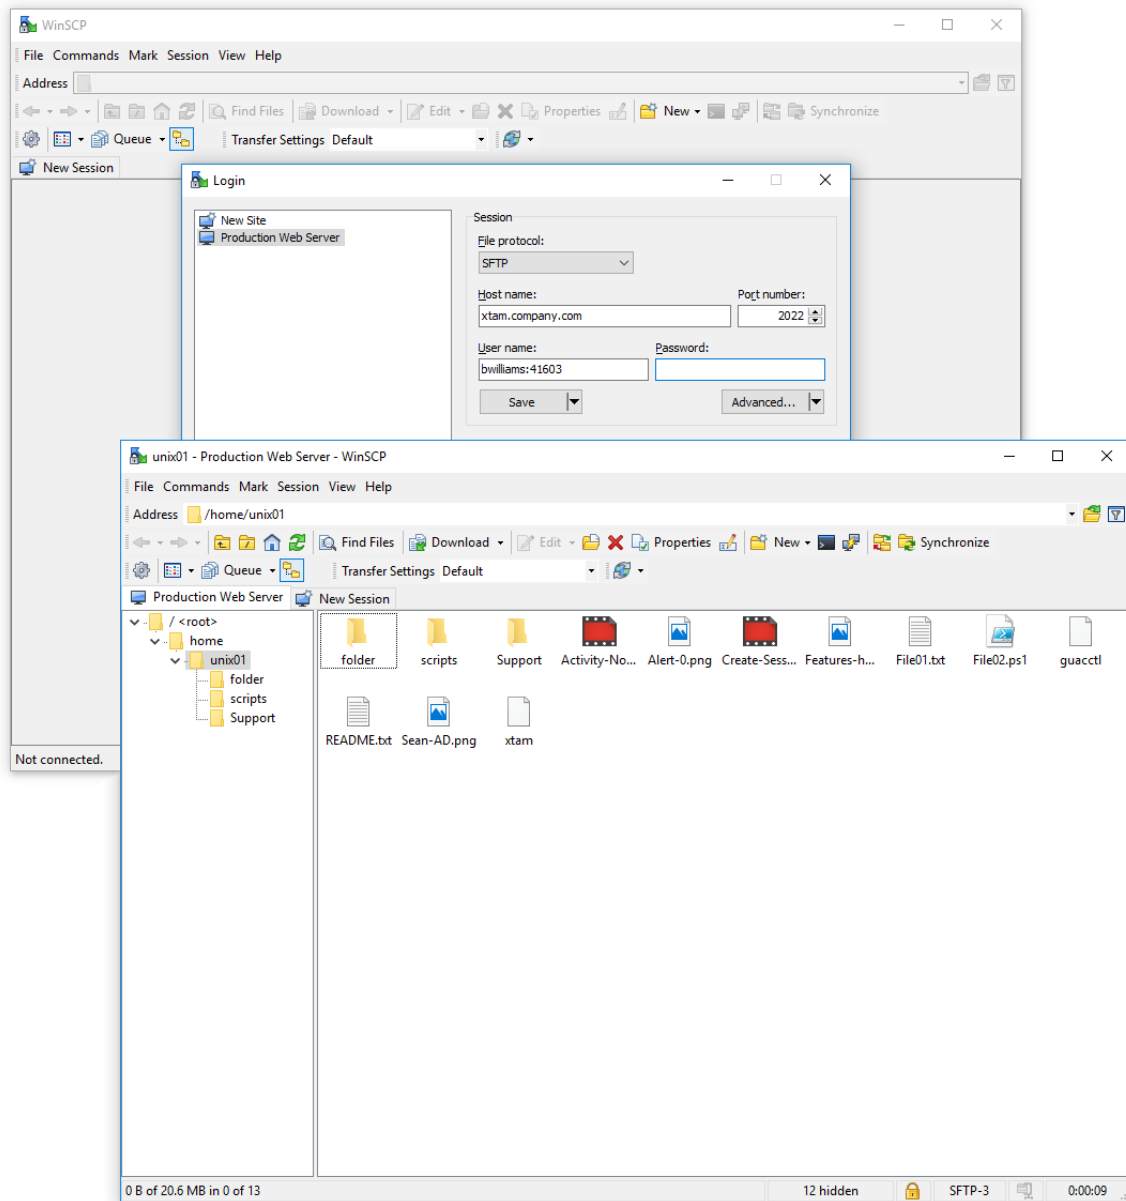 WinSCP
File Commands Mark Session View Help
Address
Find Files Download Edit Properties New Synchronize
Queue Transfer Settings Default
New Session
Login
New Site
Production Web Server
Session
File protocol:
SFTP
Host name: Port number:
xtam.company.com 2022
User name: Password:
bwilliams:41603
Save Advanced...
Not connected.
unix01 - Production Web Server - WinSCP
File Commands Mark Session View Help
Address /home/unix01
Find Files Download Edit Properties New Synchronize
Queue Transfer Settings Default
Production Web Server New Session
/ <root>
home
unix01
folder
scripts
Support
folder scripts Support Activity-No... Alert-0.png Create-Sess... Features-h... File01.txt File02.ps1 guacctl
README.txt Sean-AD.png xtam
0 B of 20.6 MB in 0 of 13 12 hidden SFTP-3 0:00:09